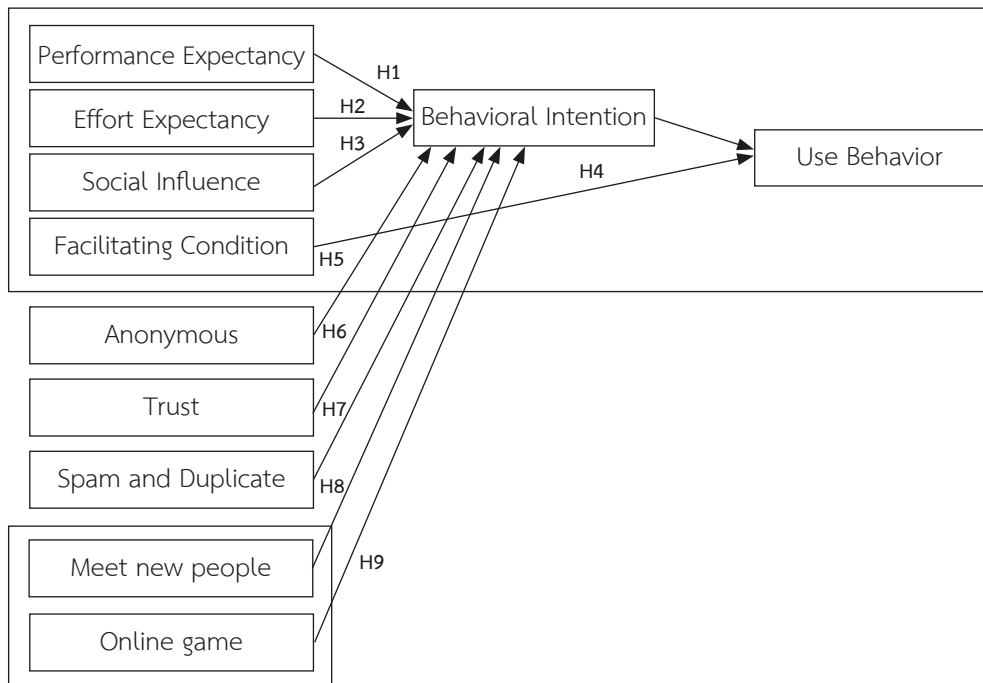 Performance Expectancy
H1
Effort Expectancy
H2
Behavioral Intention
H3
Social Influence
Use Behavior
H4
Facilitating Condition
H5
Anonymous
H6
Trust
H7
Spam and Duplicate
H8
Meet new people
H9
Online game